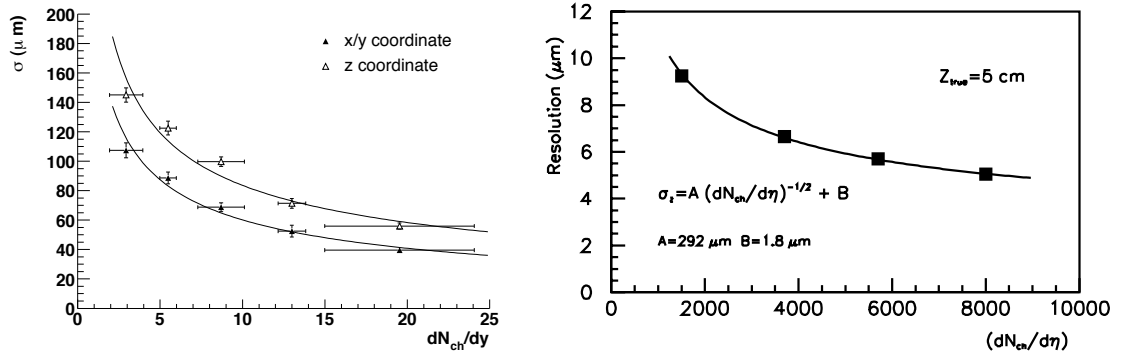 σ (μ m)
200
180
160
140
120
100
80
60
40
20
0
0 5 10 15 20 25
dN_ch/dy
x/y coordinate
z coordinate
Resolution (μm)
12
10
8
6
4
2
0
0 2000 4000 6000 8000 10000
(dN_ch/dη)
Z_true=5 cm
σ_z=A (dN_ch/dη)^−1/2 + B
A=292 μm B=1.8 μm